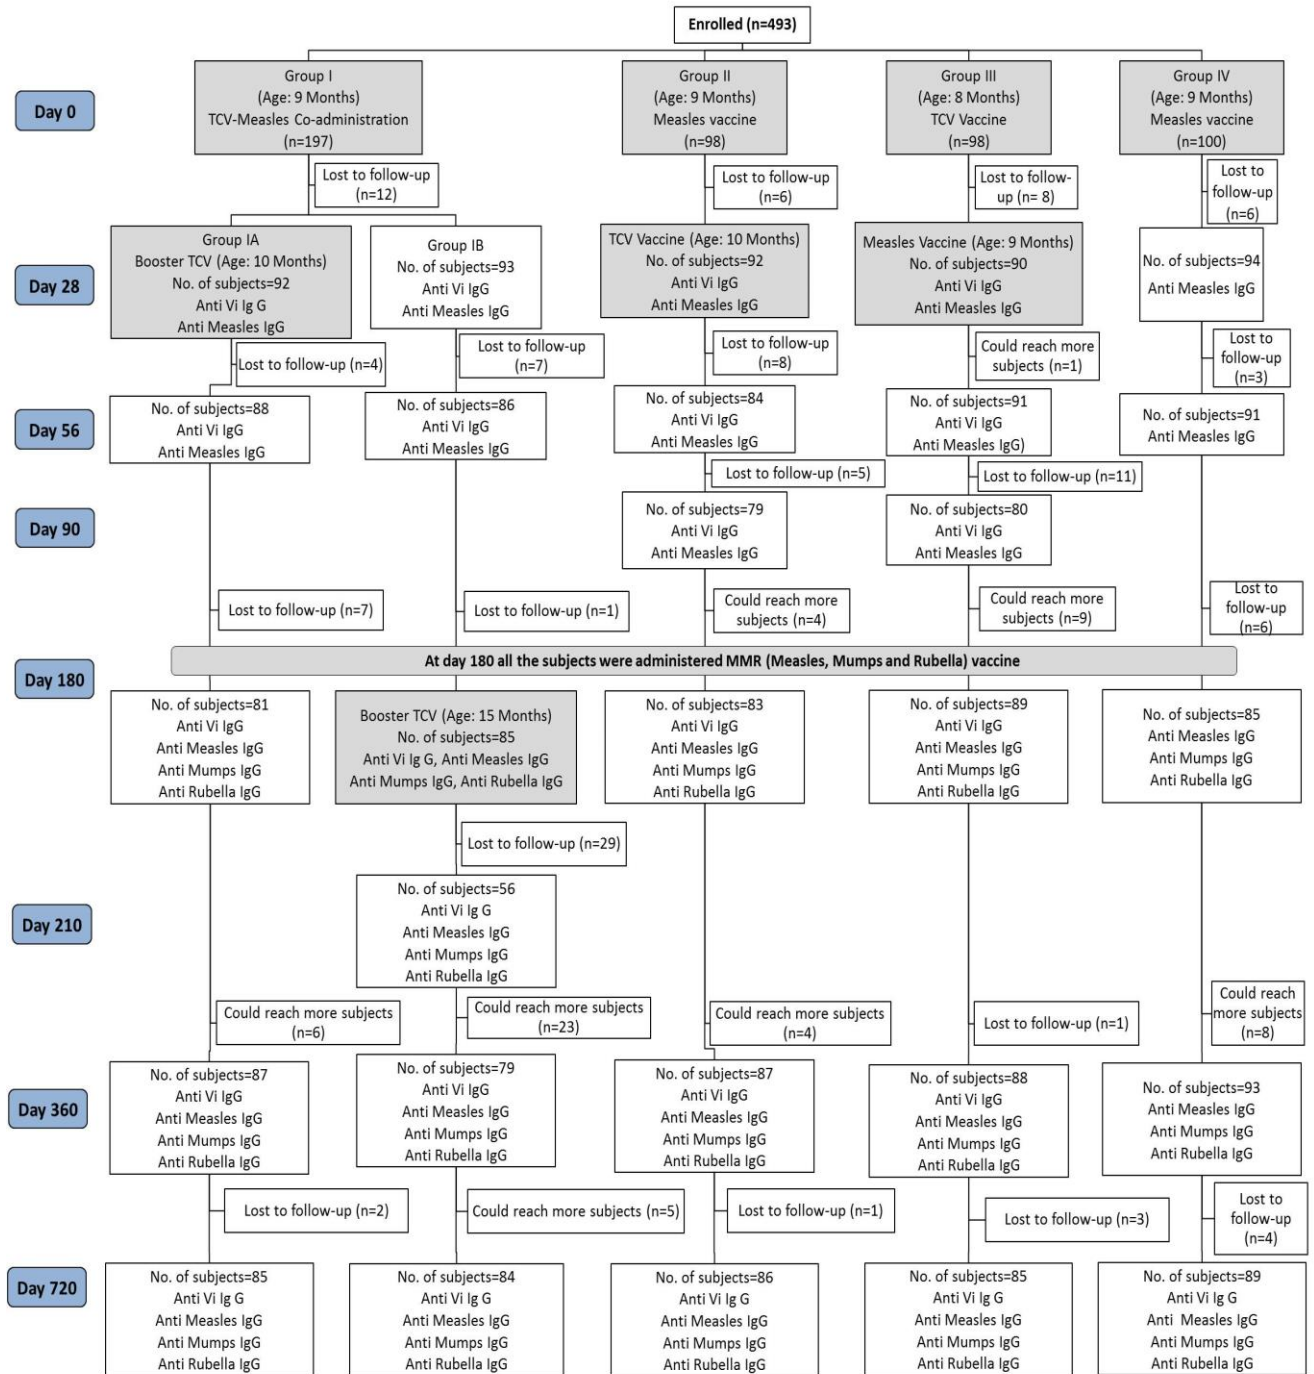 Enrolled (n=493)
Day 0
Group I
(Age: 9 Months)
TCV-Measles Co-administration
(n=197)
Group II
(Age: 9 Months)
Measles vaccine
(n=98)
Group III
(Age: 8 Months)
TCV Vaccine
(n=98)
Group IV
(Age: 9 Months)
Measles vaccine
(n=100)
Lost to follow-up
(n=12)
Lost to follow-up
(n=6)
Lost to follow-
up (n= 8)
Lost to
follow-up
(n=6)
Day 28
Group IA
Booster TCV (Age: 10 Months)
No. of subjects=92
Anti Vi Ig G
Anti Measles IgG
Group IB
No. of subjects=93
Anti Vi IgG
Anti Measles IgG
TCV Vaccine (Age: 10 Months)
No. of subjects=92
Anti Vi IgG
Anti Measles IgG
Measles Vaccine (Age: 9 Months)
No. of subjects=90
Anti Vi IgG
Anti Measles IgG
No. of subjects=94
Anti Measles IgG
Lost to follow-up (n=4)
Lost to follow-up
(n=7)
Lost to follow-up
(n=8)
Could reach more
subjects (n=1)
Lost to
follow-up
(n=3)
Day 56
No. of subjects=88
Anti Vi IgG
Anti Measles IgG
No. of subjects=86
Anti Vi IgG
Anti Measles IgG
No. of subjects=84
Anti Vi IgG
Anti Measles IgG
No. of subjects=91
Anti Vi IgG
Anti Measles IgG)
No. of subjects=91
Anti Measles IgG
Lost to follow-up (n=5)
Lost to follow-up (n=11)
Day 90
No. of subjects=79
Anti Vi IgG
Anti Measles IgG
No. of subjects=80
Anti Vi IgG
Anti Measles IgG
Lost to follow-up (n=7)
Lost to follow-up (n=1)
Could reach more
subjects (n=4)
Could reach more
subjects (n=9)
Lost to
follow-up
(n=6)
At day 180 all the subjects were administered MMR (Measles, Mumps and Rubella) vaccine
Day 180
No. of subjects=81
Anti Vi IgG
Anti Measles IgG
Anti Mumps IgG
Anti Rubella IgG
Booster TCV (Age: 15 Months)
No. of subjects=85
Anti Vi Ig G, Anti Measles IgG
Anti Mumps IgG, Anti Rubella IgG
No. of subjects=83
Anti Vi IgG
Anti Measles IgG
Anti Mumps IgG
Anti Rubella IgG
No. of subjects=89
Anti Vi IgG
Anti Measles IgG
Anti Mumps IgG
Anti Rubella IgG
No. of subjects=85
Anti Measles IgG
Anti Mumps IgG
Anti Rubella IgG
Lost to follow-up (n=29)
Day 210
No. of subjects=56
Anti Vi Ig G
Anti Measles IgG
Anti Mumps IgG
Anti Rubella IgG
Could reach more subjects
(n=6)
Could reach more subjects
(n=23)
Could reach more subjects
(n=4)
Lost to follow-up (n=1)
Could reach
more subjects
(n=8)
Day 360
No. of subjects=87
Anti Vi IgG
Anti Measles IgG
Anti Mumps IgG
Anti Rubella IgG
No. of subjects=79
Anti Vi IgG
Anti Measles IgG
Anti Mumps IgG
Anti Rubella IgG
No. of subjects=87
Anti Vi IgG
Anti Measles IgG
Anti Mumps IgG
Anti Rubella IgG
No. of subjects=88
Anti Vi IgG
Anti Measles IgG
Anti Mumps IgG
Anti Rubella IgG
No. of subjects=93
Anti Measles IgG
Anti Mumps IgG
Anti Rubella IgG
Lost to follow-up (n=2)
Could reach more subjects (n=5)
Lost to follow-up (n=1)
Lost to follow-up (n=3)
Lost to
follow-up
(n=4)
Day 720
No. of subjects=85
Anti Vi Ig G
Anti Measles IgG
Anti Mumps IgG
Anti Rubella IgG
No. of subjects=84
Anti Vi Ig G
Anti Measles IgG
Anti Mumps IgG
Anti Rubella IgG
No. of subjects=86
Anti Vi Ig G
Anti Measles IgG
Anti Mumps IgG
Anti Rubella IgG
No. of subjects=85
Anti Vi Ig G
Anti Measles IgG
Anti Mumps IgG
Anti Rubella IgG
No. of subjects=89
Anti Vi Ig G
Anti Measles IgG
Anti Mumps IgG
Anti Rubella IgG